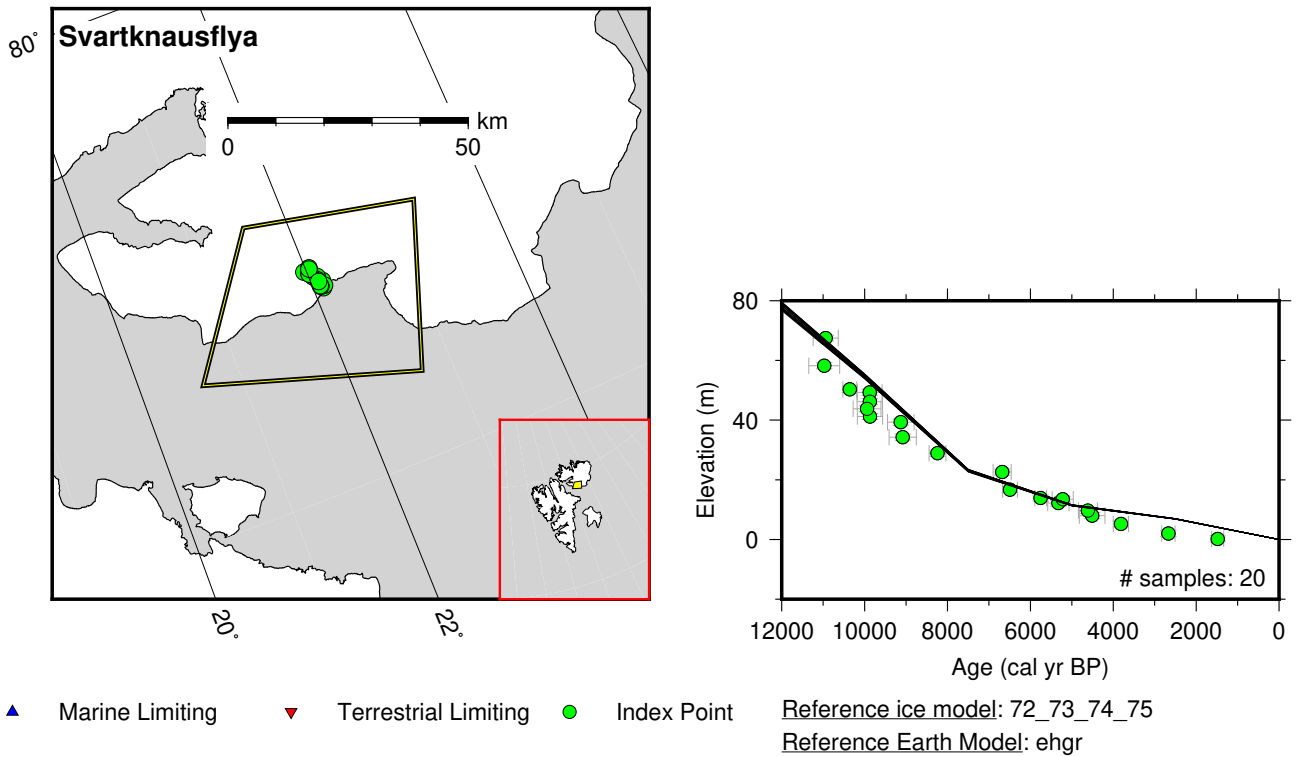 Svartknausflya
80°
km
0 50
20°
22°
80
40
0
Elevation (m)
# samples: 20
12000 10000 8000 6000 4000 2000 0
Age (cal yr BP)
Marine Limiting Terrestrial Limiting Index Point
Reference ice model: 72_73_74_75
Reference Earth Model: ehgr